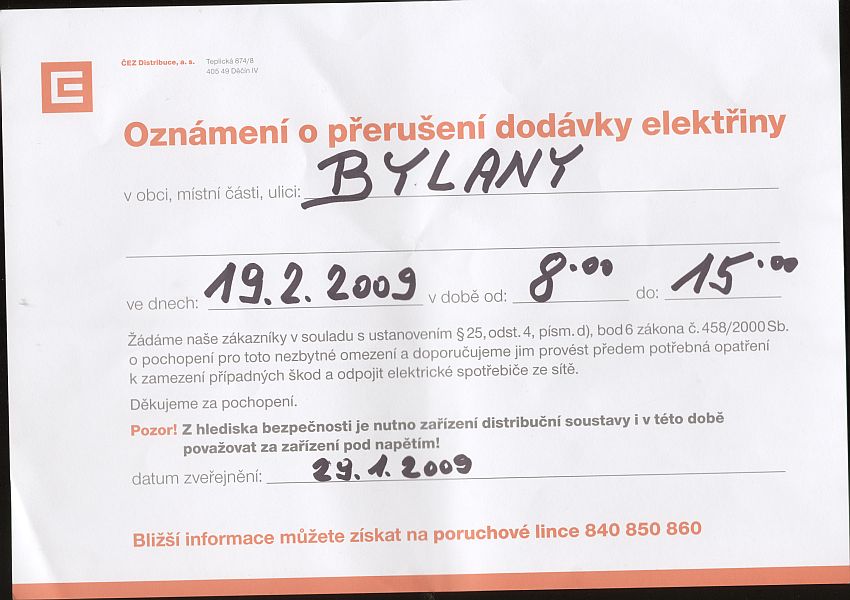 ČEZ Distribuce, a. s. Teplická 874/8
405 49 Děčín IV
Oznámení o přerušení dodávky elektřiny
v obci, místní části, ulici: BYLANY
ve dnech: 19.2.2009 v době od: 8.00 do: 15.00
Žádáme naše zákazníky v souladu s ustanovením § 25, odst. 4, písm. d), bod 6 zákona č. 458/2000 Sb.
o pochopení pro toto nezbytné omezení a doporučujeme jim provést předem potřebná opatření
k zamezení případných škod a odpojit elektrické spotřebiče ze sítě.
Děkujeme za pochopení.
Pozor! Z hlediska bezpečnosti je nutno zařízení distribuční soustavy i v této době
považovat za zařízení pod napětím!
datum zveřejnění: 29.1.2009
Bližší informace můžete získat na poruchové lince 840 850 860